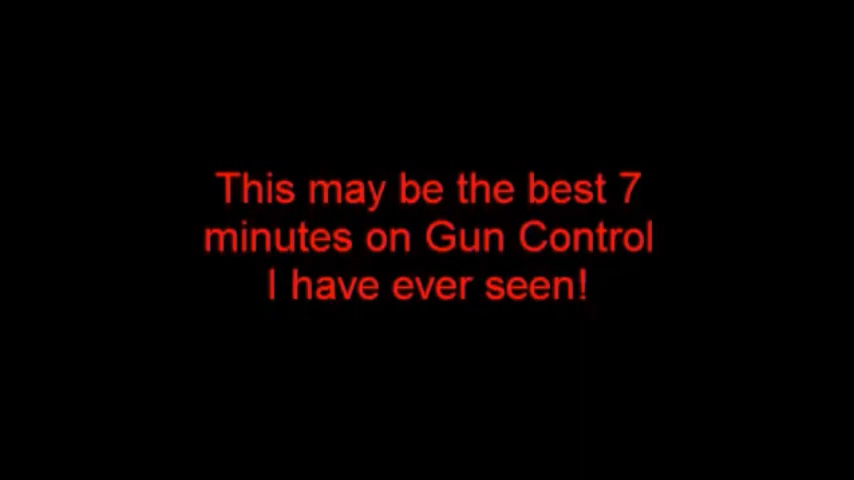 This may be the best 7
minutes on Gun Control
I have ever seen!